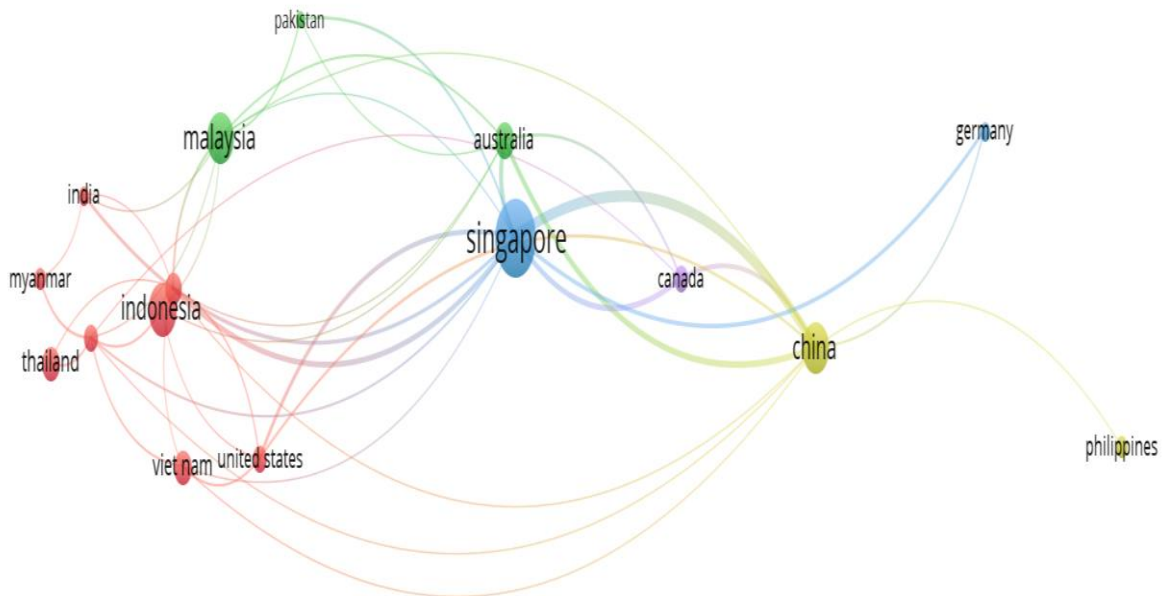 pakistan
malaysia
australia
germany
india
singapore
myanmar
canada
indonesia
china
thailand
viet nam
united states
philippines